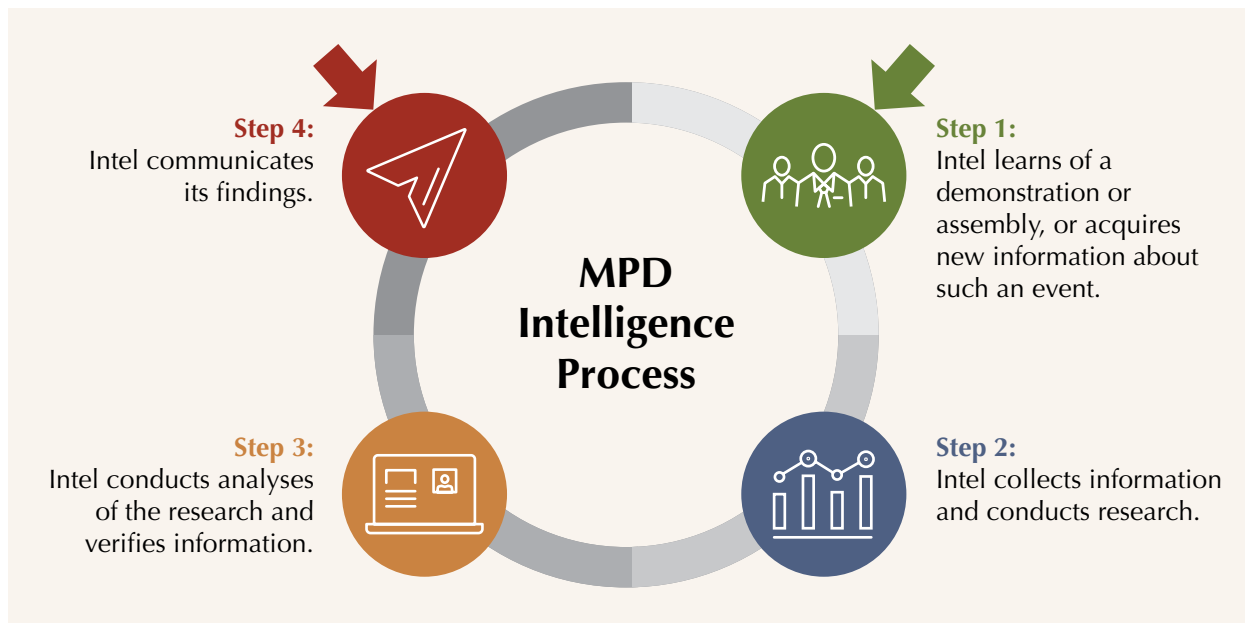 MPD
Intelligence
Process
Step 1:
Intel learns of a
demonstration or
assembly, or acquires
new information about
such an event.
Step 2:
Intel collects information
and conducts research.
Step 3:
Intel conducts analyses
of the research and
verifies information.
Step 4:
Intel communicates
its findings.